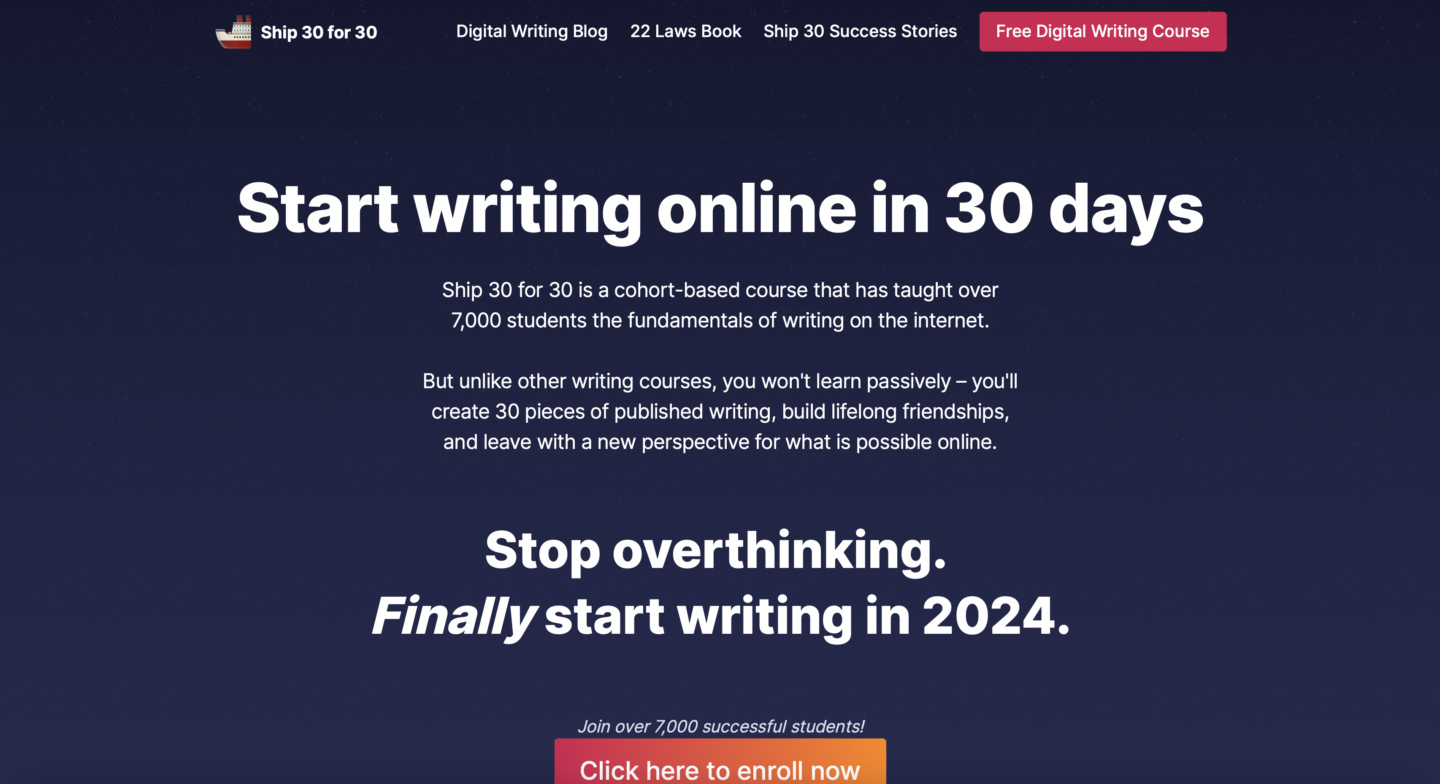 Ship 30 for 30
Digital Writing Blog
22 Laws Book
Ship 30 Success Stories
Free Digital Writing Course
Start writing online in 30 days
Ship 30 for 30 is a cohort-based course that has taught over
7,000 students the fundamentals of writing on the internet.
But unlike other writing courses, you won't learn passively – you'll
create 30 pieces of published writing, build lifelong friendships,
and leave with a new perspective for what is possible online.
Stop overthinking.
Finally start writing in 2024.
Join over 7,000 successful students!
Click here to enroll now